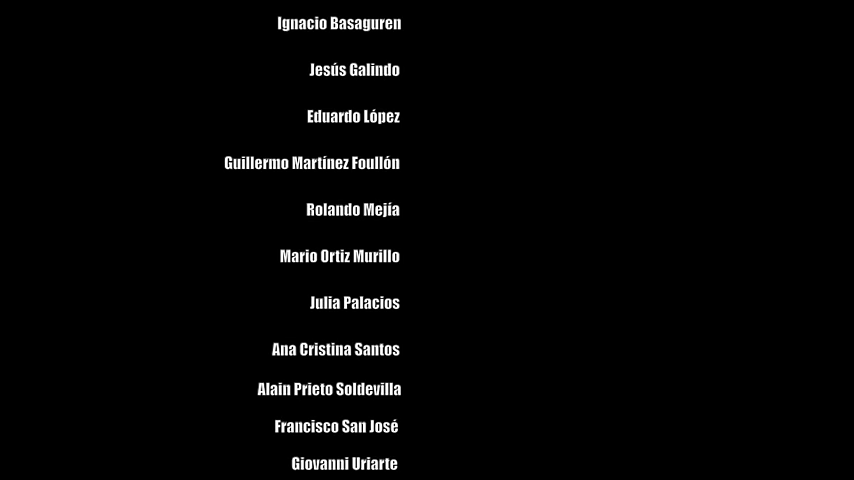 Ignacio Basaguren
Jesús Galindo
Eduardo López
Guillermo Martínez Foullón
Rolando Mejía
Mario Ortiz Murillo
Julia Palacios
Ana Cristina Santos
Alain Prieto Soldevilla
Francisco San José
Giovanni Uriarte